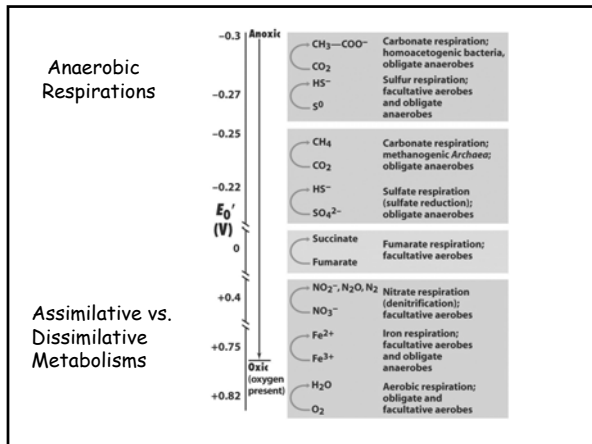 Anaerobic
Respirations
Assimilative vs.
Dissimilative
Metabolisms
–0.3
–0.27
–0.25
–0.22
E₀′
(V)
0
+0.4
+0.75
+0.82
Anoxic
Oxic
(oxygen
present)
CH₃—COO⁻
CO₂
Carbonate respiration;
homoacetogenic bacteria,
obligate anaerobes
HS⁻
S⁰
Sulfur respiration;
facultative aerobes
and obligate
anaerobes
CH₄
CO₂
Carbonate respiration;
methanogenic Archaea;
obligate anaerobes
HS⁻
SO₄²⁻
Sulfate respiration
(sulfate reduction);
obligate anaerobes
Succinate
Fumarate
Fumarate respiration;
facultative aerobes
NO₂⁻, N₂O, N₂
NO₃⁻
Nitrate respiration
(denitrification);
facultative aerobes
Fe²⁺
Fe³⁺
Iron respiration;
facultative aerobes
and obligate
anaerobes
H₂O
O₂
Aerobic respiration;
obligate and
facultative aerobes